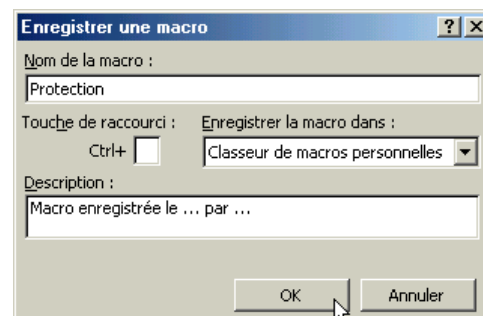 Enregistrer une macro
Nom de la macro :
Protection
Touche de raccourci : Enregistrer la macro dans :
Ctrl+ Classeur de macros personnelles
Description :
Macro enregistrée le ... par ...
OK Annuler